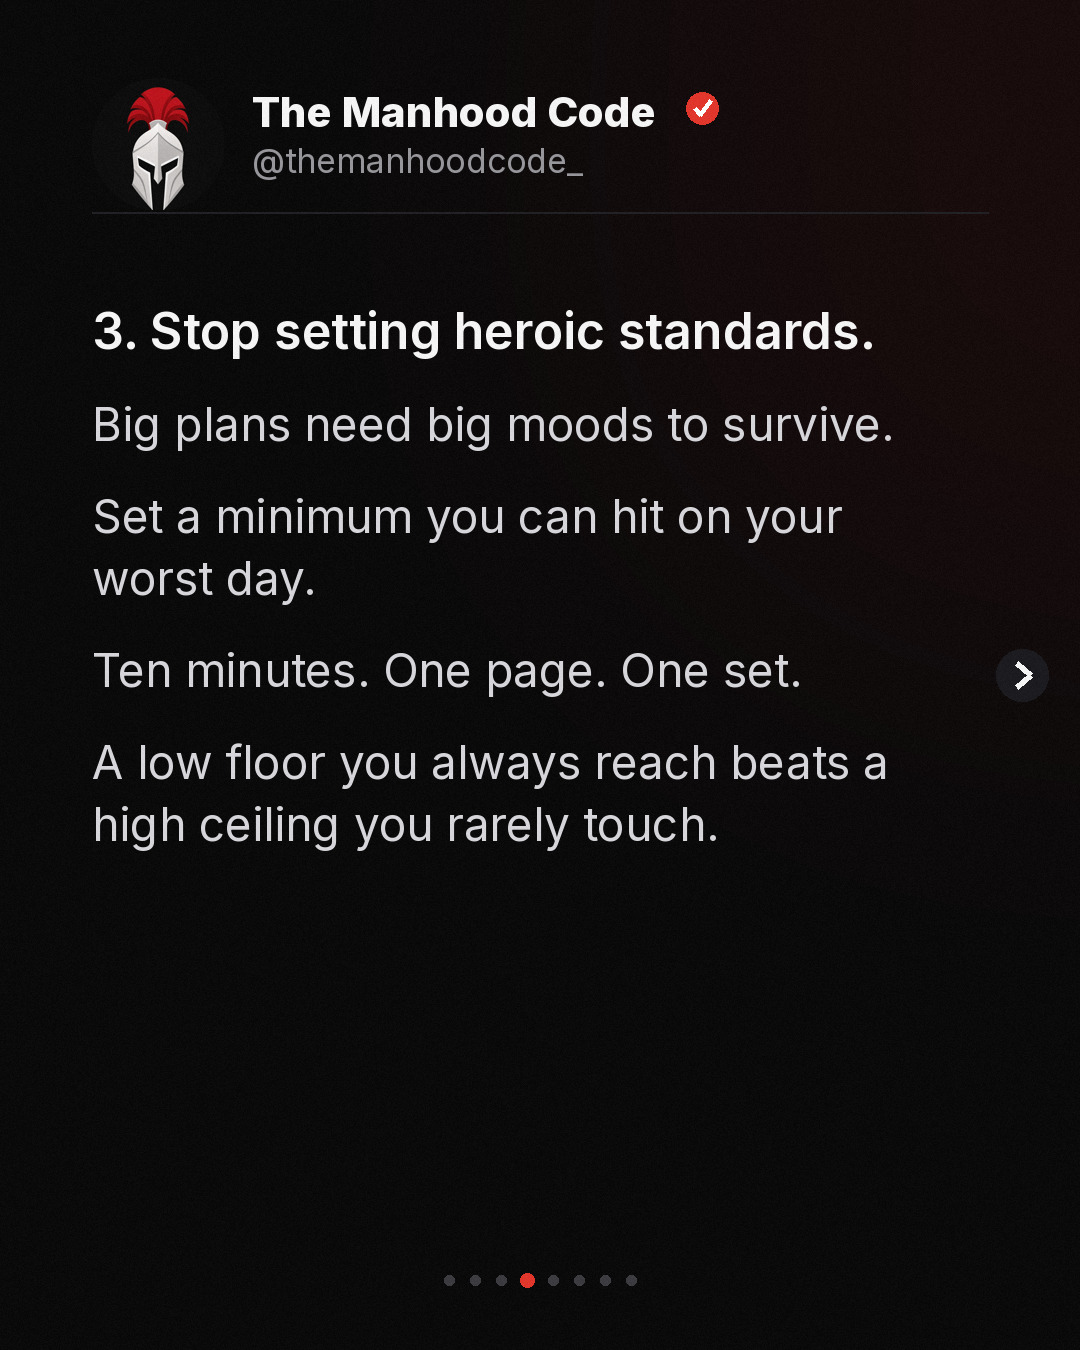 The Manhood Code
@themanhoodcode_
3. Stop setting heroic standards.
Big plans need big moods to survive.
Set a minimum you can hit on your
worst day.
Ten minutes. One page. One set.
A low floor you always reach beats a
high ceiling you rarely touch.